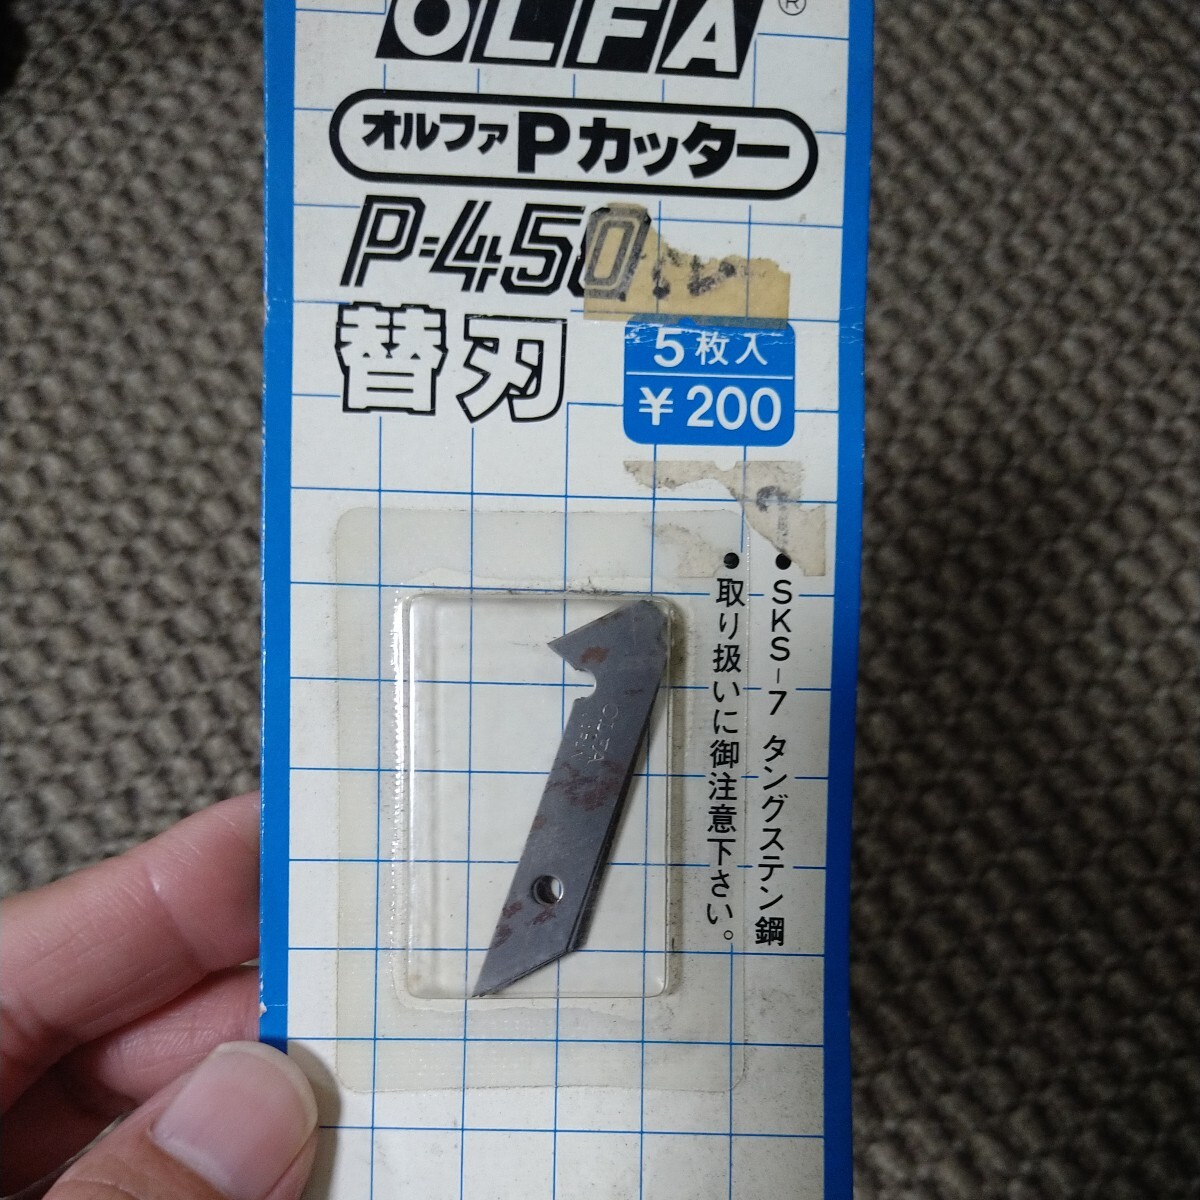 OLFA®
オルファPカッター
P-450
替刃
5枚入
¥200
●SKS-7 タングステン鋼
●取り扱いに御注意下さい。
OLFA